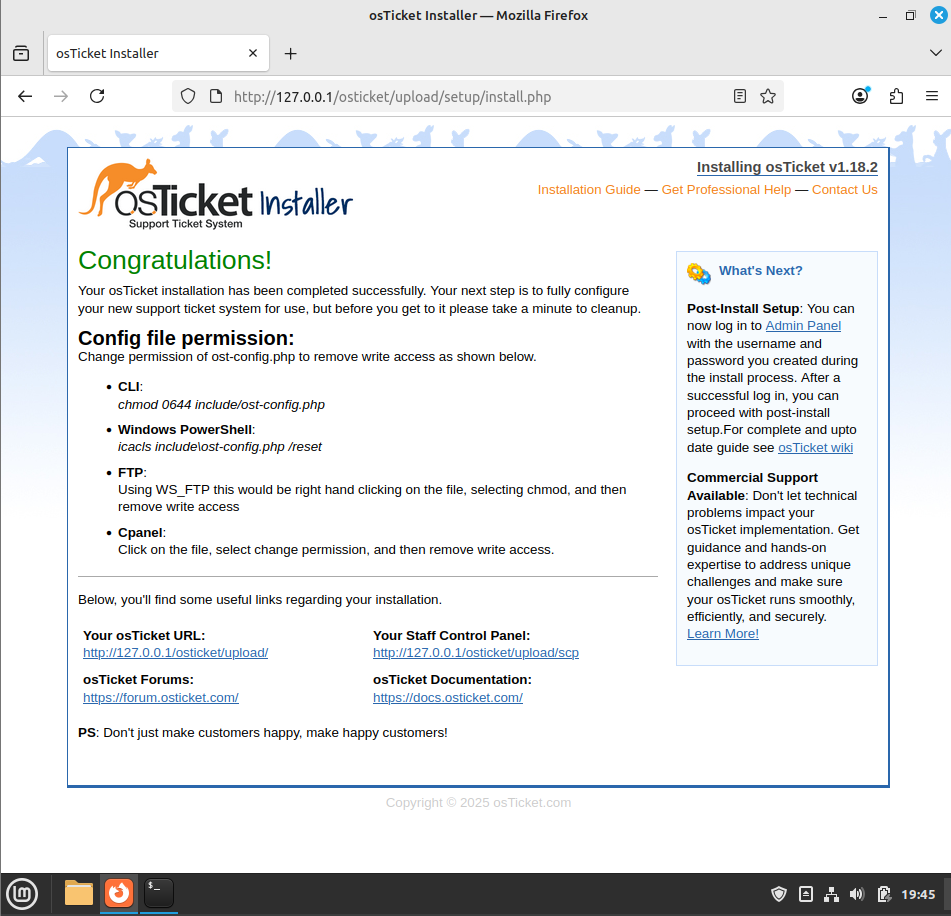 osTicket Installer — Mozilla Firefox
osTicket Installer
http://127.0.0.1/osticket/upload/setup/install.php
osTicket Installer
Support Ticket System
Installing osTicket v1.18.2
Installation Guide — Get Professional Help — Contact Us
Congratulations!
Your osTicket installation has been completed successfully. Your next step is to fully configure
your new support ticket system for use, but before you get to it please take a minute to cleanup.
Config file permission:
Change permission of ost-config.php to remove write access as shown below.
• CLI:
chmod 0644 include/ost-config.php
• Windows PowerShell:
icacls include\ost-config.php /reset
• FTP:
Using WS_FTP this would be right hand clicking on the file, selecting chmod, and then
remove write access
• Cpanel:
Click on the file, select change permission, and then remove write access.
Below, you'll find some useful links regarding your installation.
Your osTicket URL:
http://127.0.0.1/osticket/upload/
Your Staff Control Panel:
http://127.0.0.1/osticket/upload/scp
osTicket Forums:
https://forum.osticket.com/
osTicket Documentation:
https://docs.osticket.com/
PS: Don't just make customers happy, make happy customers!
What's Next?
Post-Install Setup: You can
now log in to Admin Panel
with the username and
password you created during
the install process. After a
successful log in, you can
proceed with post-install
setup.For complete and upto
date guide see osTicket wiki
Commercial Support
Available: Don't let technical
problems impact your
osTicket implementation. Get
guidance and hands-on
expertise to address unique
challenges and make sure
your osTicket runs smoothly,
efficiently, and securely.
Learn More!
Copyright © 2025 osTicket.com
$_
19:45